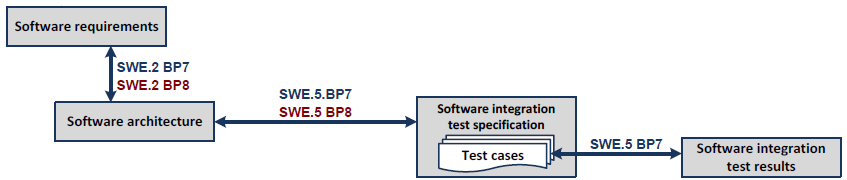 Software requirements
SWE.2 BP7
SWE.2 BP8
Software architecture
SWE.5.BP7
SWE.5 BP8
Software integration
test specification
Test cases
SWE.5 BP7
Software integration
test results